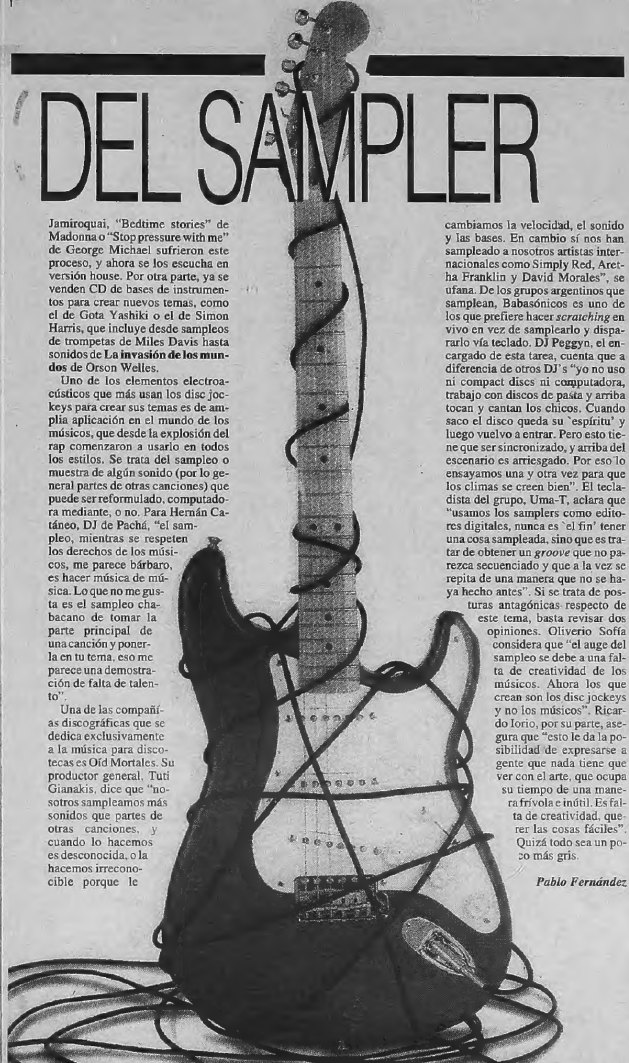 DEL SAMPLER
Jamiroquai, "Bedtime stories" de
Madonna o "Stop pressure with me"
de George Michael sufrieron este
proceso, y ahora se los escucha en
versión house. Por otra parte, ya se
venden CD de bases de instrumen-
tos para crear nuevos temas, como
el de Gota Yashiki o el de Simon
Harris, que incluye desde sampleos
de trompetas de Miles Davis hasta
sonidos de La invasión de los mun-
dos de Orson Welles.
Uno de los elementos electroa-
cústicos que más usan los disc joc-
keys para crear sus temas es de am-
plia aplicación en el mundo de los
músicos, que desde la explosión del
rap comenzaron a usarlo en todos
los estilos. Se trata del sampleo o
muestra de algún sonido (por lo ge-
neral partes de otras canciones) que
puede ser reformulado, computado-
ra mediante, o no. Para Hernán Ca-
táneo, DJ de Pachá, "el sam-
pleo, mientras se respeten
los derechos de los músi-
cos, me parece bárbaro,
es hacer música de mú-
sica. Lo que no me gus-
ta es el sampleo cha-
bacano de tomar la
parte principal de
una canción y poner-
la en tu tema, eso me
parece una demostra-
ción de falta de talen-
to".
Una de las compañí-
as discográficas que se
dedica exclusivamente
a la música para disco-
tecas es Oíd Mortales. Su
productor general, Tuti
Gianakis, dice que "no-
sotros sampleamos más
sonidos que partes de
otras canciones, y
cuando lo hacemos
es desconocida, o la
hacemos irrecono-
cible porque le
cambiamos la velocidad, el sonido
y las bases. En cambio sí nos han
sampleado a nosotros artistas inter-
nacionales como Simply Red, Aret-
ha Franklin y David Morales", se
ufana. De los grupos argentinos que
samplean, Babasónicos es uno de
los que prefiere hacer scratching en
vivo en vez de samplearlo y dispa-
rarlo vía teclado. DJ Peggyn, el en-
cargado de esta tarea, cuenta que a
diferencia de otros DJ's "yo no uso
ni compact discs ni computadora,
trabajo con discos de pasta y arriba
tocan y cantan los chicos. Cuando
saco el disco queda su `espíritu' y
luego vuelvo a entrar. Pero esto tie-
ne que ser sincronizado, y arriba del
escenario es arriesgado. Por eso lo
ensayamos una y otra vez para que
los climas se creen bien". El tecla-
dista del grupo, Uma-T, aclara que
"usamos los samplers como edito-
res digitales, nunca es `el fin' tener
una cosa sampleada, sino que es tra-
tar de obtener un groove que no pa-
rezca secuenciado y que a la vez se
repita de una manera que no se ha-
ya hecho antes". Si se trata de pos-
turas antagónicas respecto de
este tema, basta revisar dos
opiniones. Oliverio Sofía
considera que "el auge del
sampleo se debe a una fal-
ta de creatividad de los
músicos. Ahora los que
crean son los disc jockeys
y no los músicos". Ricar-
do Iorio, por su parte, ase-
gura que "esto le da la po-
sibilidad de expresarse a
gente que nada tiene que
ver con el arte, que ocupa
su tiempo de una mane-
ra frívola e inútil. Es fal-
ta de creatividad, que-
rer las cosas fáciles".
Quizá todo sea un po-
co más gris.
Pablo Fernández